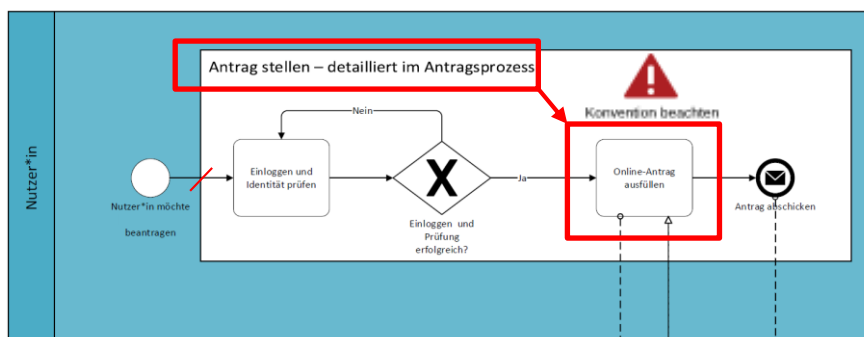 Nutzer*in
Antrag stellen – detailliert im Antragsprozess
Konvention beachten
Nein
Einloggen und
Identität prüfen
X
Ja
Online-Antrag
ausfüllen
Nutzer*in möchte
beantragen
Einloggen und
Prüfung
erfolgreich?
Antrag abschicken